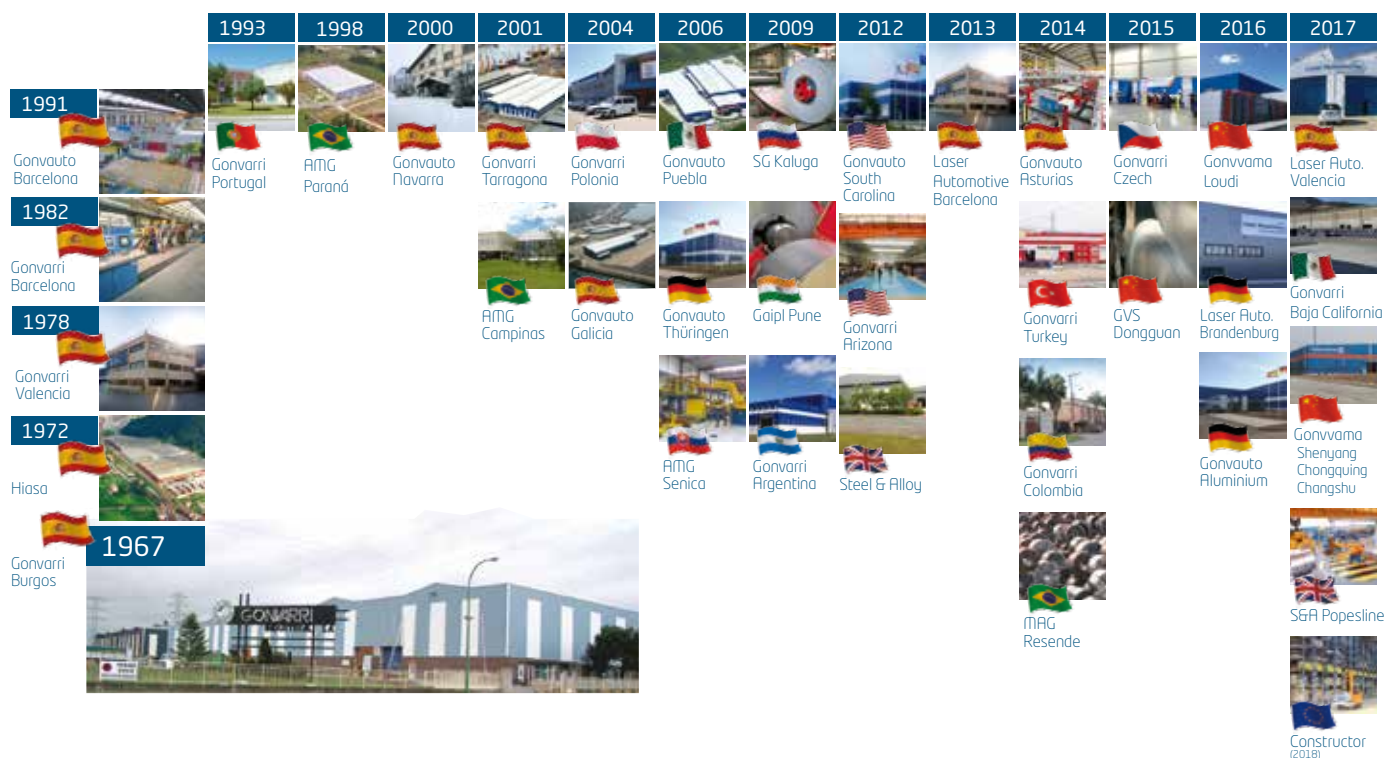 1993
1998
2000
2001
2004
2006
2009
2012
2013
2014
2015
2016
2017
Gonvarri
Portugal
AMG
Paraná
Gonvauto
Navarra
Gonvarri
Tarragona
Gonvarri
Polonia
Gonvauto
Puebla
SG Kaluga
Gonvauto
South
Carolina
Laser
Automotive
Barcelona
Gonvauto
Asturias
Gonvarri
Czech
Gonvvama
Loudi
Laser Auto.
Valencia
AMG
Campinas
Gonvauto
Galicia
Gonvauto
Thüringen
Gaipl Pune
Gonvarri
Arizona
Gonvarri
Turkey
GVS
Dongguan
Laser Auto.
Brandenburg
Gonvarri
Baja California
AMG
Senica
Gonvarri
Argentina
Steel & Alloy
Gonvarri
Colombia
Gonvauto
Aluminium
Gonvvama
Shenyang
Chongquing
Changshu
MAG
Resende
S&A Popesline
Constructor
(2018)
1991
Gonvauto
Barcelona
1982
Gonvarri
Barcelona
1978
Gonvarri
Valencia
1972
Hiasa
1967
Gonvarri
Burgos
GONVARRI